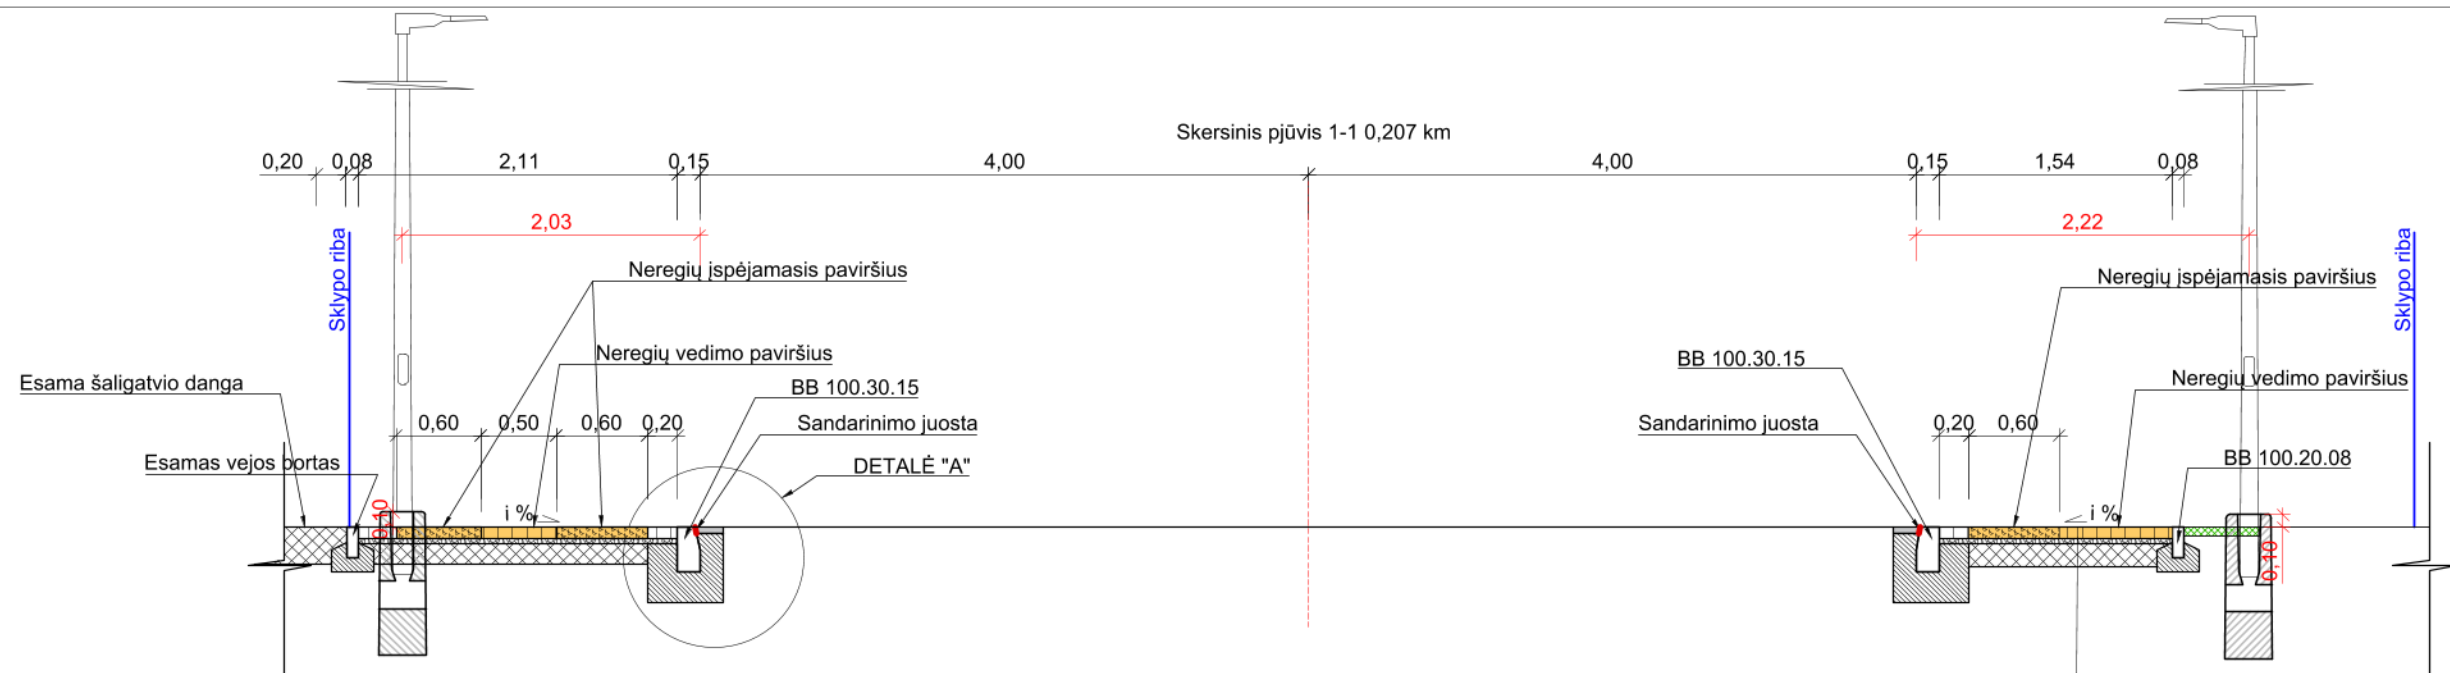 Skersinis pjūvis 1-1 0,207 km
0,20
0,08
2,11
0,15
4,00
4,00
0,15
1,54
0,08
2,03
2,22
Sklypo riba
Sklypo riba
Neregių įspėjamasis paviršius
Neregių įspėjamasis paviršius
Neregių vedimo paviršius
BB 100.30.15
Esama šaligatvio danga
BB 100.30.15
Neregių vedimo paviršius
0,60
0,50
0,60
0,20
Sandarinimo juosta
Sandarinimo juosta
0,20
0,60
Esamas vejos bortas
DETALĖ "A"
BB 100.20.08
0,10
i %
i %
0,10